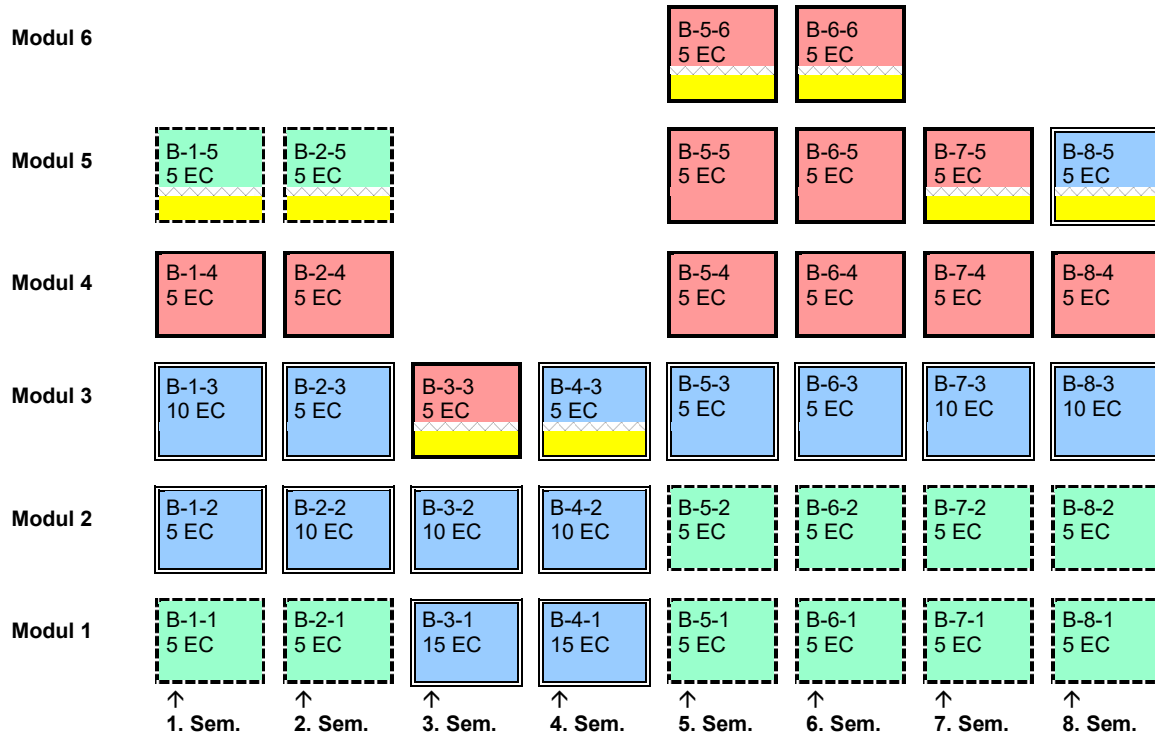 Modul 6
B-5-6
5 EC
B-6-6
5 EC
Modul 5
B-1-5
5 EC
B-2-5
5 EC
B-5-5
5 EC
B-6-5
5 EC
B-7-5
5 EC
B-8-5
5 EC
Modul 4
B-1-4
5 EC
B-2-4
5 EC
B-5-4
5 EC
B-6-4
5 EC
B-7-4
5 EC
B-8-4
5 EC
Modul 3
B-1-3
10 EC
B-2-3
5 EC
B-3-3
5 EC
B-4-3
5 EC
B-5-3
5 EC
B-6-3
5 EC
B-7-3
10 EC
B-8-3
10 EC
Modul 2
B-1-2
5 EC
B-2-2
10 EC
B-3-2
10 EC
B-4-2
10 EC
B-5-2
5 EC
B-6-2
5 EC
B-7-2
5 EC
B-8-2
5 EC
Modul 1
B-1-1
5 EC
B-2-1
5 EC
B-3-1
15 EC
B-4-1
15 EC
B-5-1
5 EC
B-6-1
5 EC
B-7-1
5 EC
B-8-1
5 EC
↑ ↑ ↑ ↑ ↑ ↑ ↑ ↑
1. Sem. 2. Sem. 3. Sem. 4. Sem. 5. Sem. 6. Sem. 7. Sem. 8. Sem.